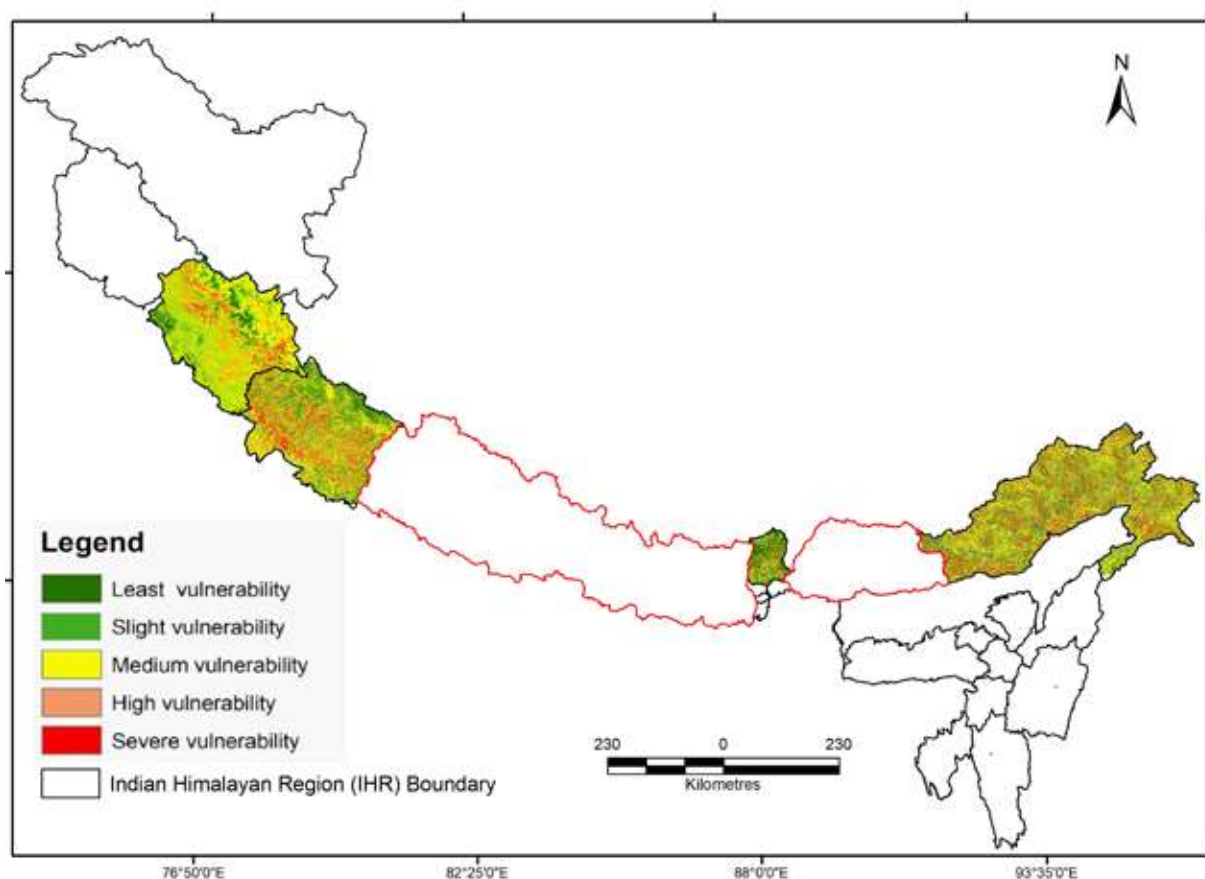 N
Legend
Least vulnerability
Slight vulnerability
Medium vulnerability
High vulnerability
Severe vulnerability
Indian Himalayan Region (IHR) Boundary
230 0 230
Kilometres
76°50'0"E 82°25'0"E 88°0'0"E 93°35'0"E